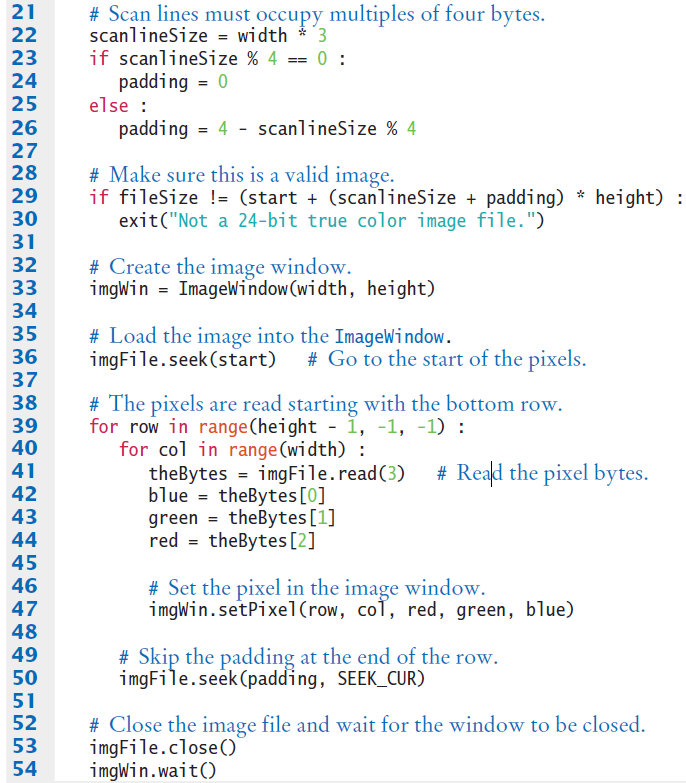 21 # Scan lines must occupy multiples of four bytes.
22 scanlineSize = width * 3
23 if scanlineSize % 4 == 0 :
24 padding = 0
25 else :
26 padding = 4 - scanlineSize % 4
27
28 # Make sure this is a valid image.
29 if fileSize != (start + (scanlineSize + padding) * height) :
30 exit("Not a 24-bit true color image file.")
31
32 # Create the image window.
33 imgWin = ImageWindow(width, height)
34
35 # Load the image into the ImageWindow.
36 imgFile.seek(start) # Go to the start of the pixels.
37
38 # The pixels are read starting with the bottom row.
39 for row in range(height - 1, -1, -1) :
40 for col in range(width) :
41 theBytes = imgFile.read(3) # Read the pixel bytes.
42 blue = theBytes[0]
43 green = theBytes[1]
44 red = theBytes[2]
45
46 # Set the pixel in the image window.
47 imgWin.setPixel(row, col, red, green, blue)
48
49 # Skip the padding at the end of the row.
50 imgFile.seek(padding, SEEK_CUR)
51
52 # Close the image file and wait for the window to be closed.
53 imgFile.close()
54 imgWin.wait()